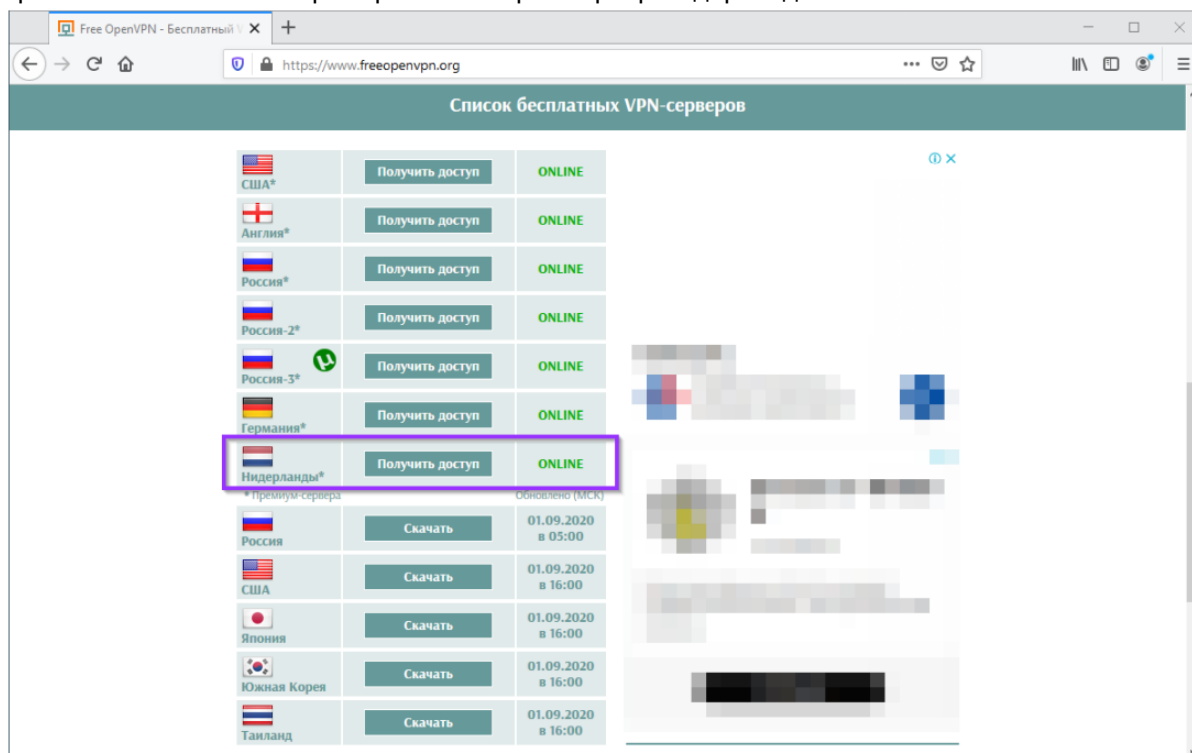 Free OpenVPN - Бесплатный V
https://www.freeopenvpn.org
Список бесплатных VPN-серверов
США* Получить доступ ONLINE
Англия* Получить доступ ONLINE
Россия* Получить доступ ONLINE
Россия-2* Получить доступ ONLINE
Россия-3* Получить доступ ONLINE
Германия* Получить доступ ONLINE
Нидерланды* Получить доступ ONLINE
* Премиум-сервера Обновлено (МСК)
Россия Скачать 01.09.2020
в 05:00
США Скачать 01.09.2020
в 16:00
Япония Скачать 01.09.2020
в 16:00
Южная Корея Скачать 01.09.2020
в 16:00
Таиланд Скачать 01.09.2020
в 16:00